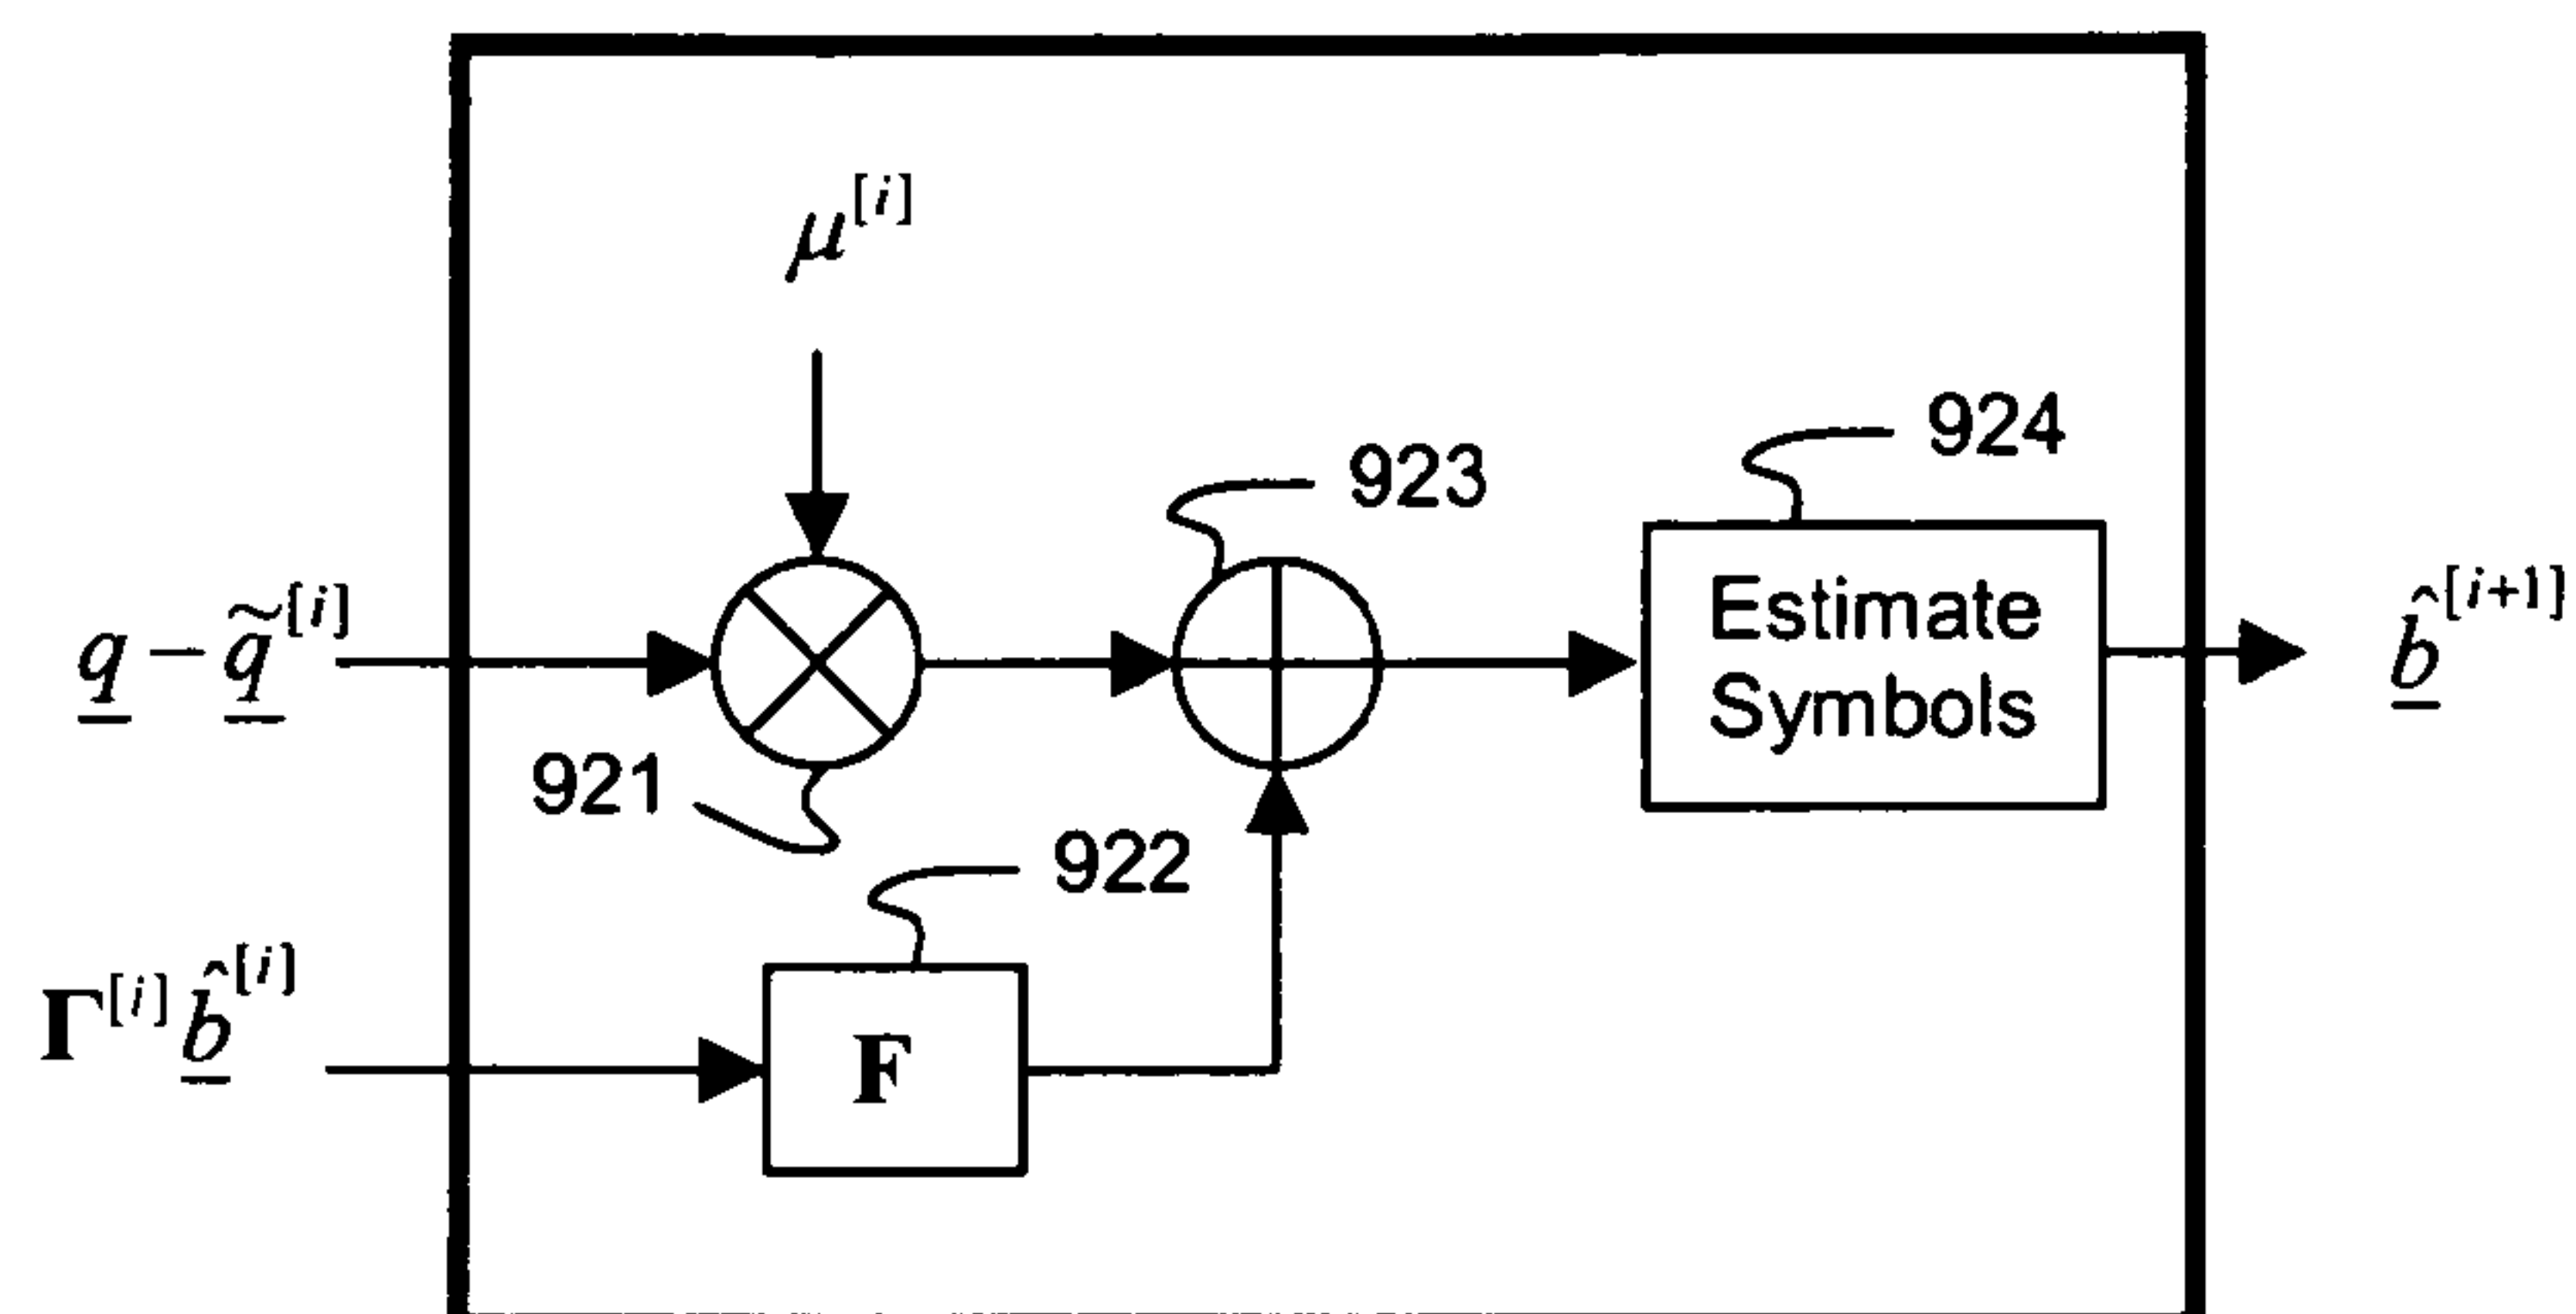 μ[i]
924
923
q − q̃[i]
Estimate
Symbols
b̂[i+1]
921
922
Γ[i] b̂[i]
F